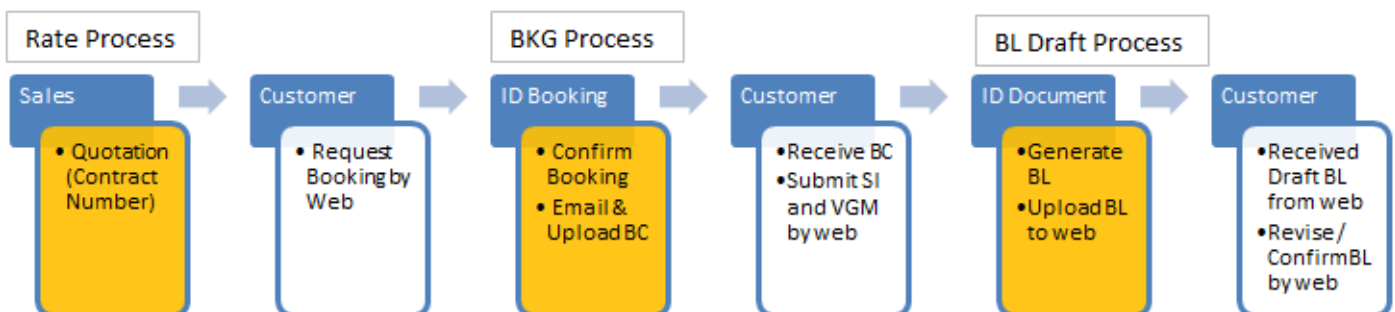 Rate Process
BKG Process
BL Draft Process
Sales
• Quotation
(Contract
Number)
Customer
• Request
Booking by
Web
ID Booking
• Confirm
Booking
• Email &
Upload BC
Customer
• Receive BC
• Submit SI
and VGM
by web
ID Document
• Generate
BL
• Upload BL
to web
Customer
• Received
Draft BL
from web
• Revise /
Confirm BL
by web